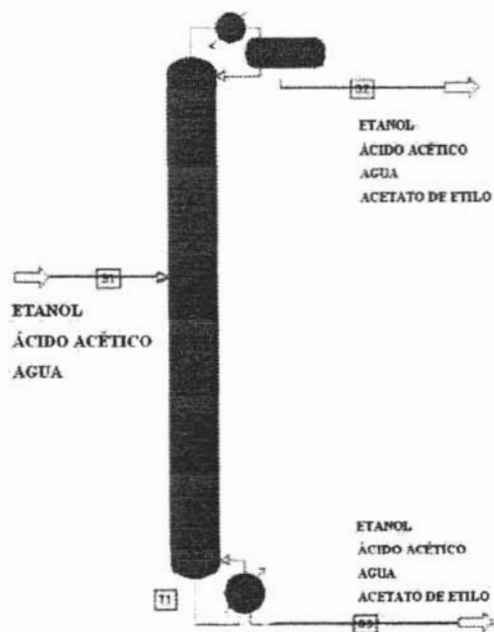 S2
ETANOL
ÁCIDO ACÉTICO
AGUA
ACETATO DE ETILO
S1
ETANOL
ÁCIDO ACÉTICO
AGUA
ETANOL
ÁCIDO ACÉTICO
AGUA
ACETATO DE ETILO
T1
S3